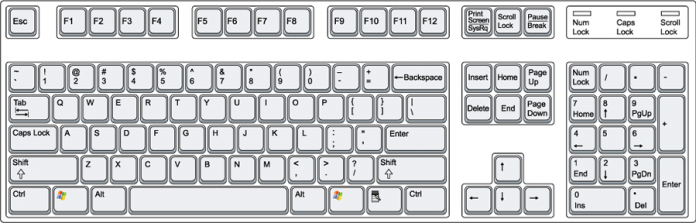 Esc F1 F2 F3 F4 F5 F6 F7 F8 F9 F10 F11 F12 Print Screen SysRq Scroll Lock Pause Break Num Lock Caps Lock Scroll Lock
~ ` ! 1 @ 2 # 3 $ 4 % 5 ^ 6 & 7 * 8 ( 9 ) 0 – - + = ←Backspace Insert Home Page Up Num Lock / * -
Tab Q W E R T Y U I O P { [ } ] | \ Delete End Page Down 7 Home 8 ↑ 9 PgUp +
Caps Lock A S D F G H J K L : ; " ' Enter 4 ← 5 6 →
Shift ⇧ Z X C V B N M < , > . ? / Shift ⇧ ↑ 1 End 2 ↓ 3 PgDn Enter
Ctrl Alt Alt Ctrl ← ↓ → 0 Ins • Del